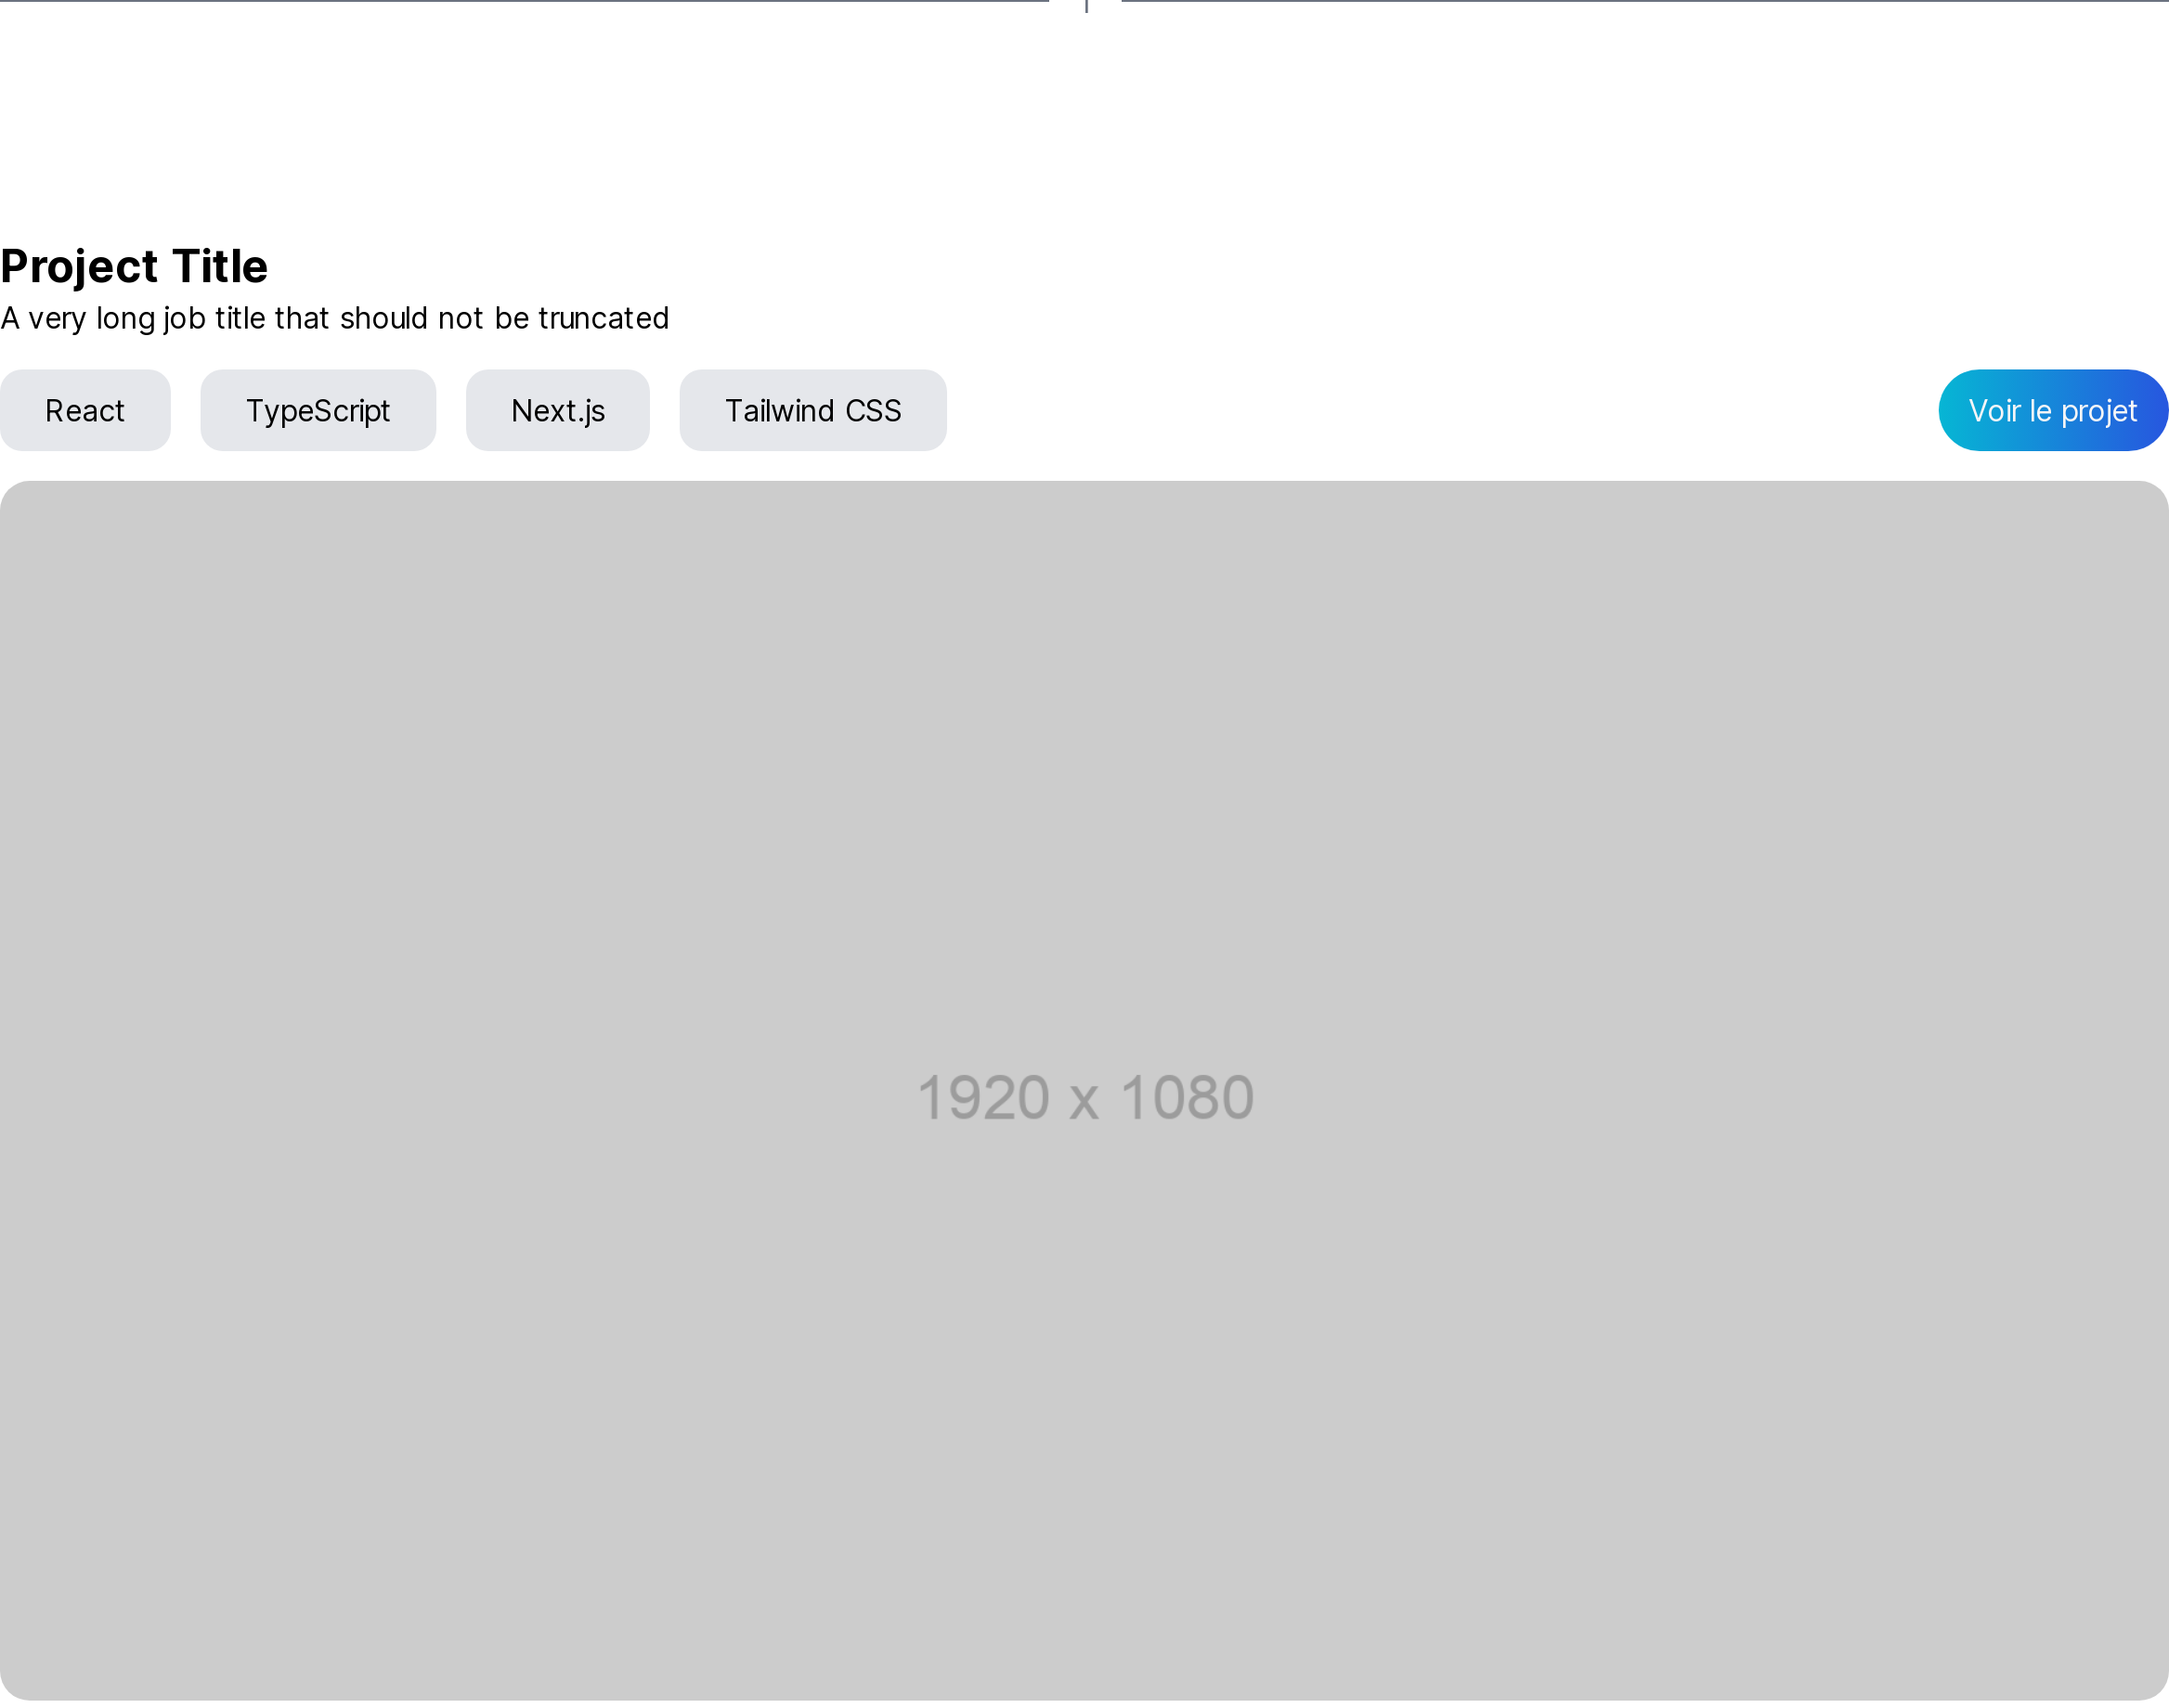 Project Title
A very long job title that should not be truncated
React TypeScript Next.js Tailwind CSS Voir le projet
1920 x 1080